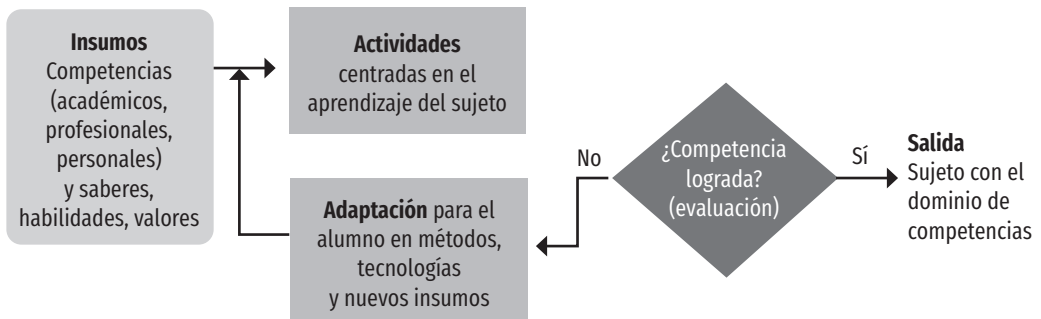 Insumos
Competencias
(académicos,
profesionales,
personales)
y saberes,
habilidades, valores
Actividades
centradas en el
aprendizaje del sujeto
Adaptación para el
alumno en métodos,
tecnologías
y nuevos insumos
No
¿Competencia
lograda?
(evaluación)
Sí
Salida
Sujeto con el
dominio de
competencias